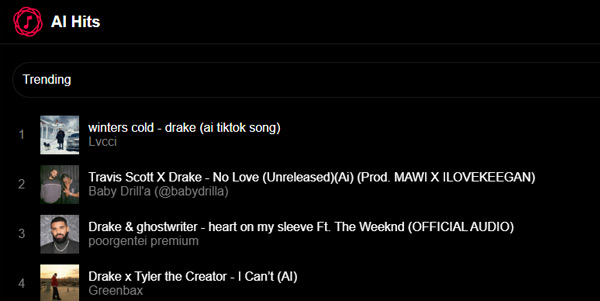 AI Hits
Trending
1
winters cold - drake (ai tiktok song)
Lvcci
2
Travis Scott X Drake - No Love (Unreleased)(Ai) (Prod. MAWI X ILOVEKEEGAN)
Baby Drill'a (@babydrilla)
3
Drake & ghostwriter - heart on my sleeve Ft. The Weeknd (OFFICIAL AUDIO)
poorgentei premium
4
Drake x Tyler the Creator - I Can't (AI)
Greenbax